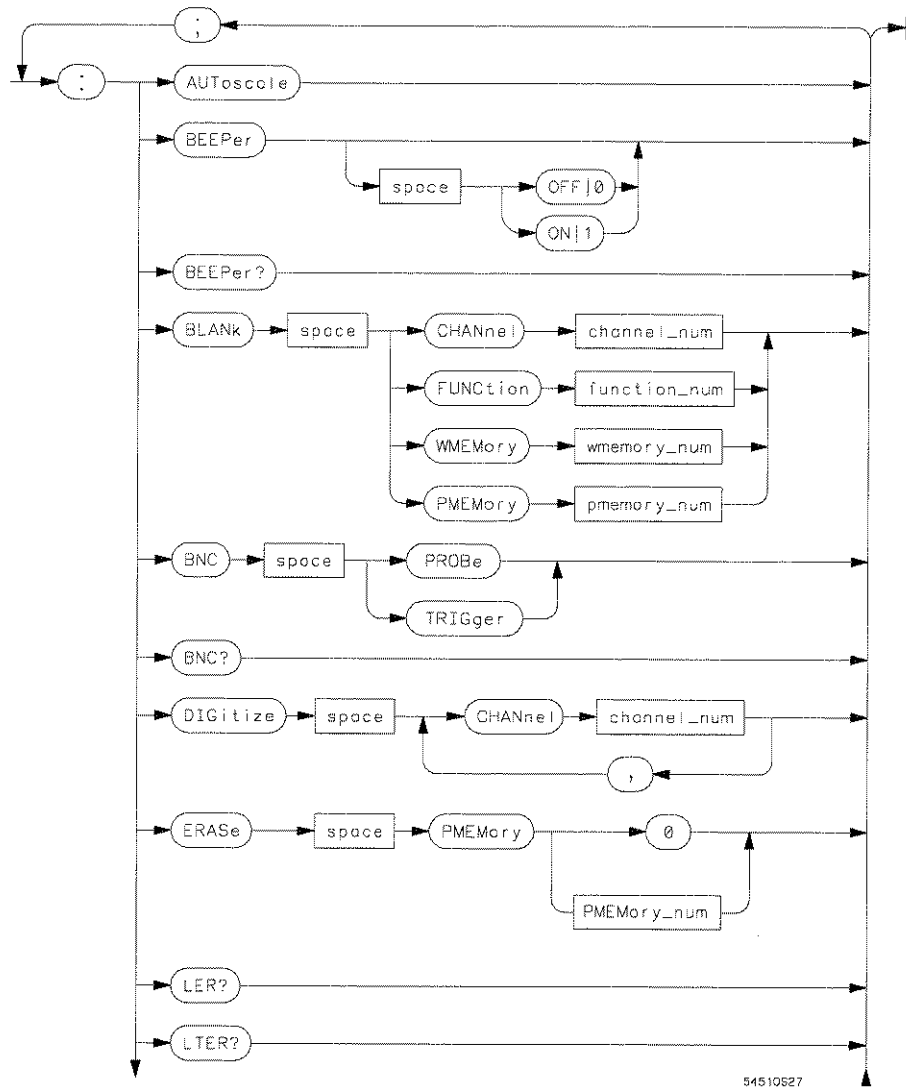 ;
: AUToscale
BEEPer
space OFF|0
ON|1
BEEPer?
BLANk space CHANnel channel_num
FUNCtion function_num
WMEMory wmemory_num
PMEMory pmemory_num
BNC space PROBe
TRIGger
BNC?
DIGitize space CHANnel channel_num
,
ERASe space PMEMory 0
PMEMory_num
LER?
LTER?
54510S27